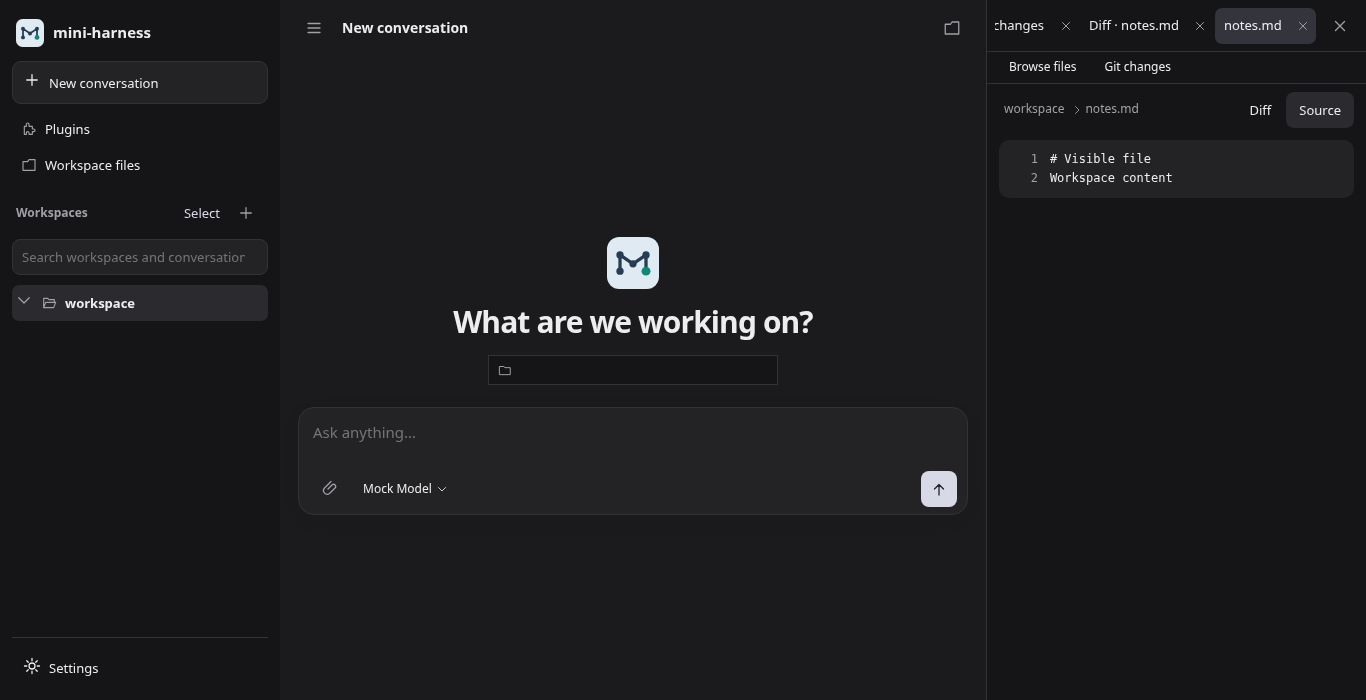 mini-harness
New conversation
Plugins
Workspace files
Workspaces
Select
Search workspaces and conversation
workspace
Settings
New conversation
What are we working on?
Ask anything...
Mock Model
changes
Diff · notes.md
notes.md
Browse files
Git changes
workspace
notes.md
Diff
Source
1 # Visible file
2 Workspace content